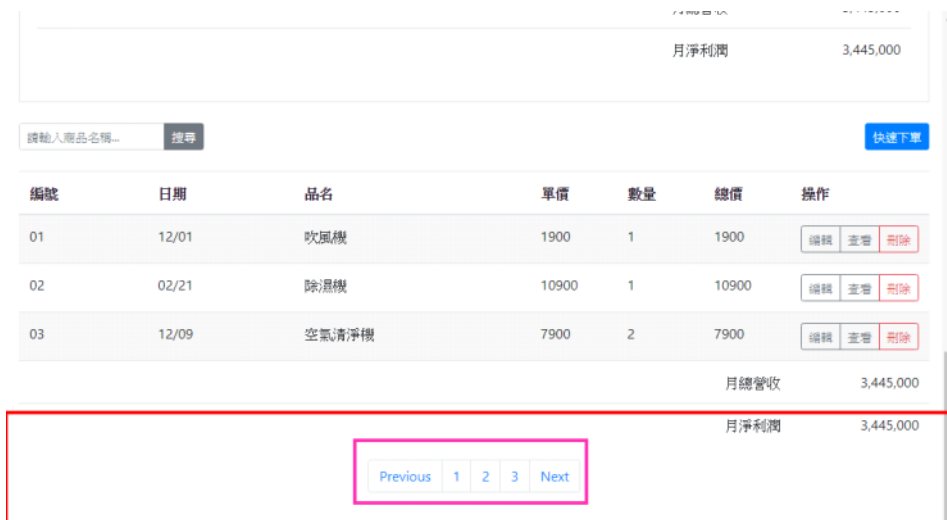 月淨利潤 3,445,000
請輸入商品名稱... 搜尋 快速下單
編號 日期 品名 單價 數量 總價 操作
01 12/01 吹風機 1900 1 1900 編輯 查看 刪除
02 02/21 除濕機 10900 1 10900 編輯 查看 刪除
03 12/09 空氣清淨機 7900 2 7900 編輯 查看 刪除
月總營收 3,445,000
月淨利潤 3,445,000
Previous 1 2 3 Next